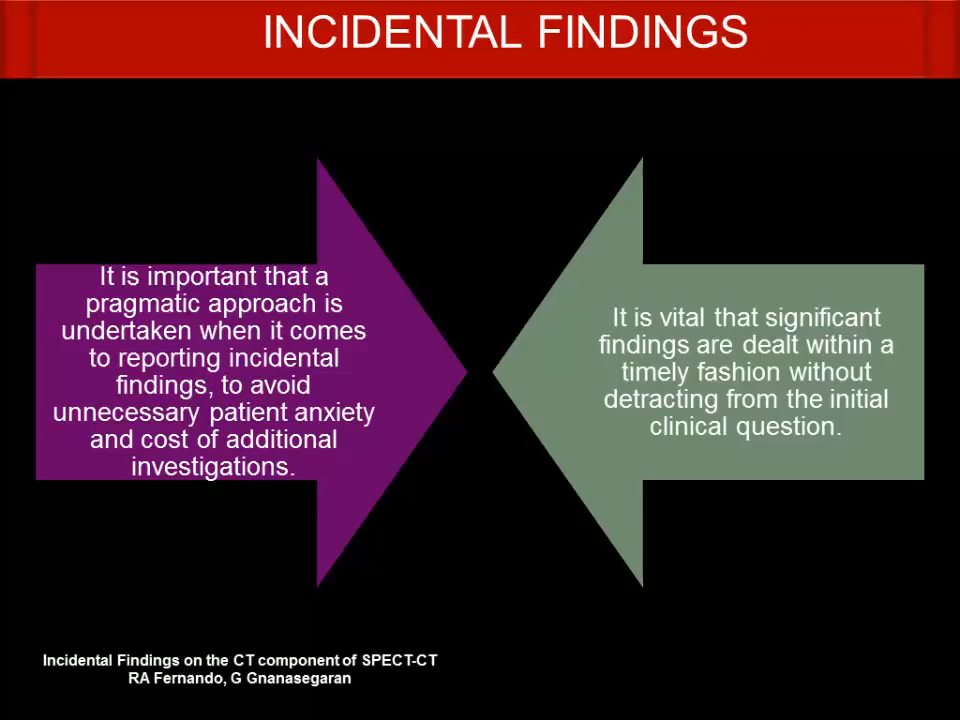 INCIDENTAL FINDINGS
It is important that a
pragmatic approach is
undertaken when it comes
to reporting incidental
findings, to avoid
unnecessary patient anxiety
and cost of additional
investigations.
It is vital that significant
findings are dealt within a
timely fashion without
detracting from the initial
clinical question.
Incidental Findings on the CT component of SPECT-CT
RA Fernando, G Gnanasegaran